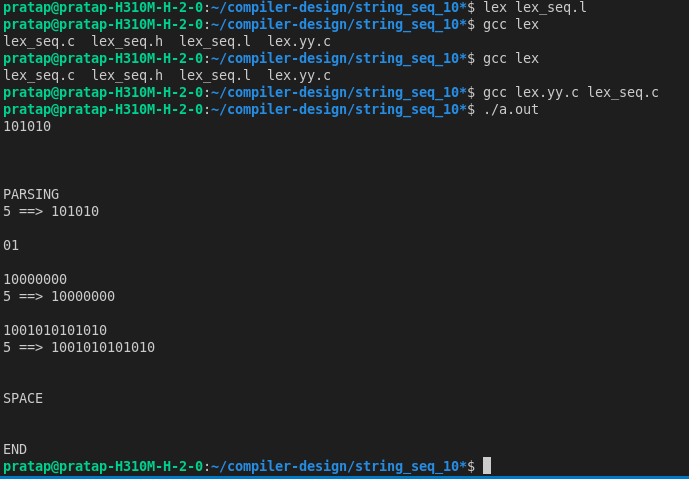 pratap@pratap-H310M-H-2-0:~/compiler-design/string_seq_10*$ lex lex_seq.l
pratap@pratap-H310M-H-2-0:~/compiler-design/string_seq_10*$ gcc lex
lex_seq.c  lex_seq.h  lex_seq.l  lex.yy.c
pratap@pratap-H310M-H-2-0:~/compiler-design/string_seq_10*$ gcc lex
lex_seq.c  lex_seq.h  lex_seq.l  lex.yy.c
pratap@pratap-H310M-H-2-0:~/compiler-design/string_seq_10*$ gcc lex.yy.c lex_seq.c
pratap@pratap-H310M-H-2-0:~/compiler-design/string_seq_10*$ ./a.out
101010
PARSING
5 ==> 101010
01
10000000
5 ==> 10000000
1001010101010
5 ==> 1001010101010
SPACE
END
pratap@pratap-H310M-H-2-0:~/compiler-design/string_seq_10*$